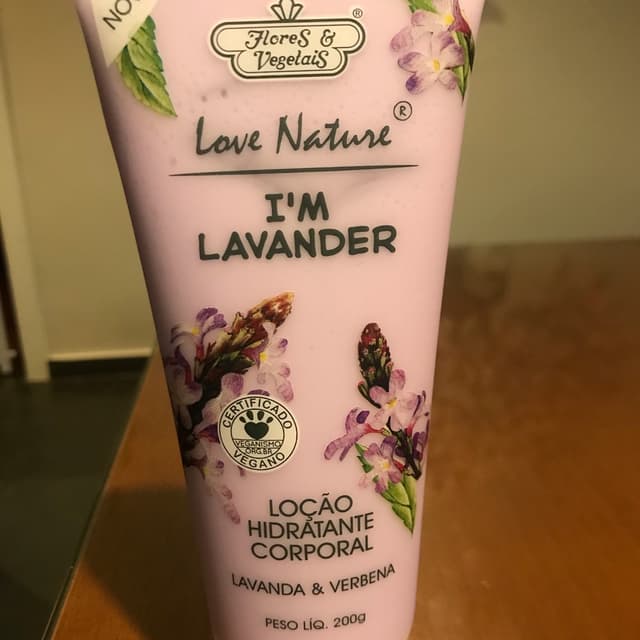 Flores &
Vegetais
®
Love Nature®
I'M
LAVANDER
CERTIFICADO
VEGANISMO
.ORG.BR
VEGANO
LOÇÃO
HIDRATANTE
CORPORAL
LAVANDA & VERBENA
PESO LÍQ. 200g